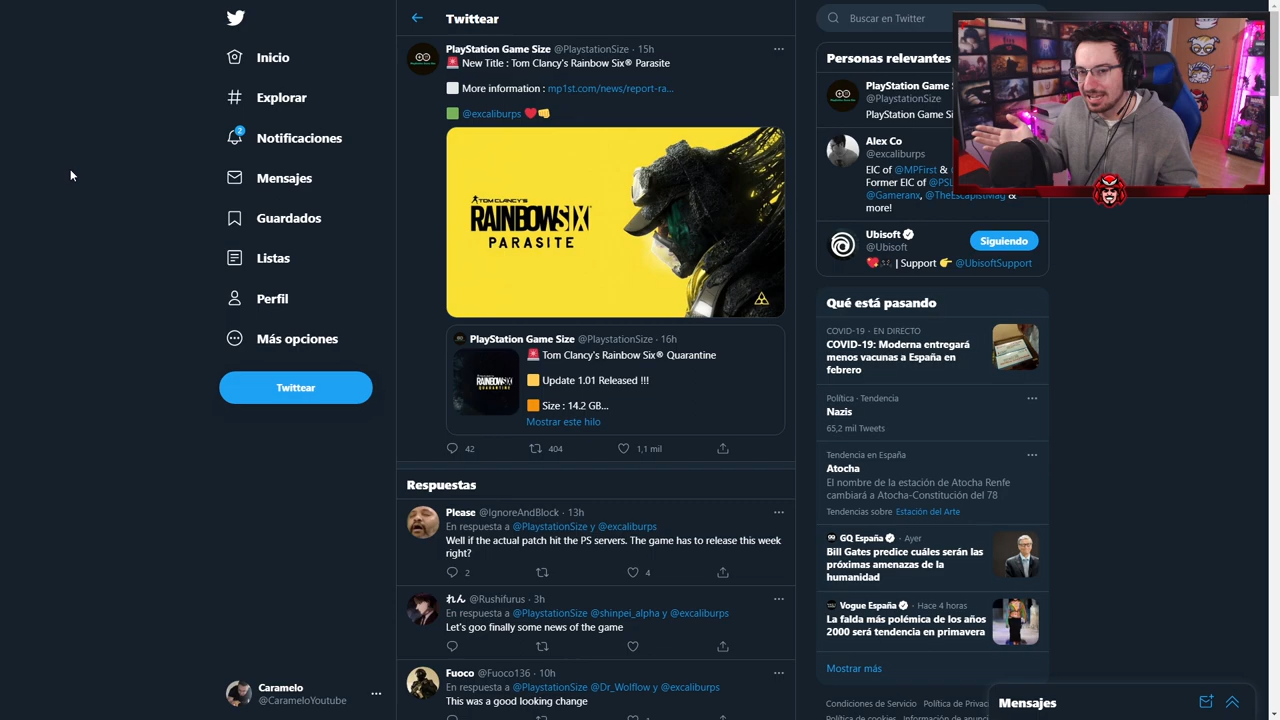 Inicio
Explorar
2
Notificaciones
Mensajes
Guardados
Listas
Perfil
Más opciones
Twittear
Caramelo
@CarameloYoutube
Twittear
PlayStation Game Size @PlaystationSize · 15h
New Title : Tom Clancy's Rainbow Six® Parasite
More information : mp1st.com/news/report-ra...
@excaliburps
TOM CLANCY'S
RAINBOWSIX
PARASITE
PlayStation Game Size @PlaystationSize · 16h
Tom Clancy's Rainbow Six® Quarantine
RAINBOWSIX
QUARANTINE
Update 1.01 Released !!!
Size : 14.2 GB...
Mostrar este hilo
42 404 1,1 mil
Respuestas
Please @IgnoreAndBlock · 13h
En respuesta a @PlaystationSize y @excaliburps
Well if the actual patch hit the PS servers. The game has to release this week
right?
2 4
れん @Rushifurus · 3h
En respuesta a @PlaystationSize @shinpei_alpha y @excaliburps
Let's goo finally some news of the game
Fuoco @Fuoco136 · 10h
En respuesta a @PlaystationSize @Dr_Wolflow y @excaliburps
This was a good looking change
Buscar en Twitter
Personas relevantes
PlayStation Game S
@PlaystationSize
PlayStation Game Si
Alex Co
@excaliburps
EIC of @MPFirst &
Former EIC of @PSL
@Gameranx, @TheEscapistMag &
more!
Ubisoft
@Ubisoft
Siguiendo
| Support @UbisoftSupport
Qué está pasando
COVID-19 · EN DIRECTO
COVID-19: Moderna entregará
menos vacunas a España en
febrero
Política · Tendencia
Nazis
65,2 mil Tweets
Tendencia en España
Atocha
El nombre de la estación de Atocha Renfe
cambiará a Atocha-Constitución del 78
Tendencias sobre Estación del Arte
GQ España · Ayer
Bill Gates predice cuáles serán las
próximas amenazas de la
humanidad
Vogue España · Hace 4 horas
La falda más polémica de los años
2000 será tendencia en primavera
Mostrar más
Condiciones de Servicio Política de Privac
Mensajes